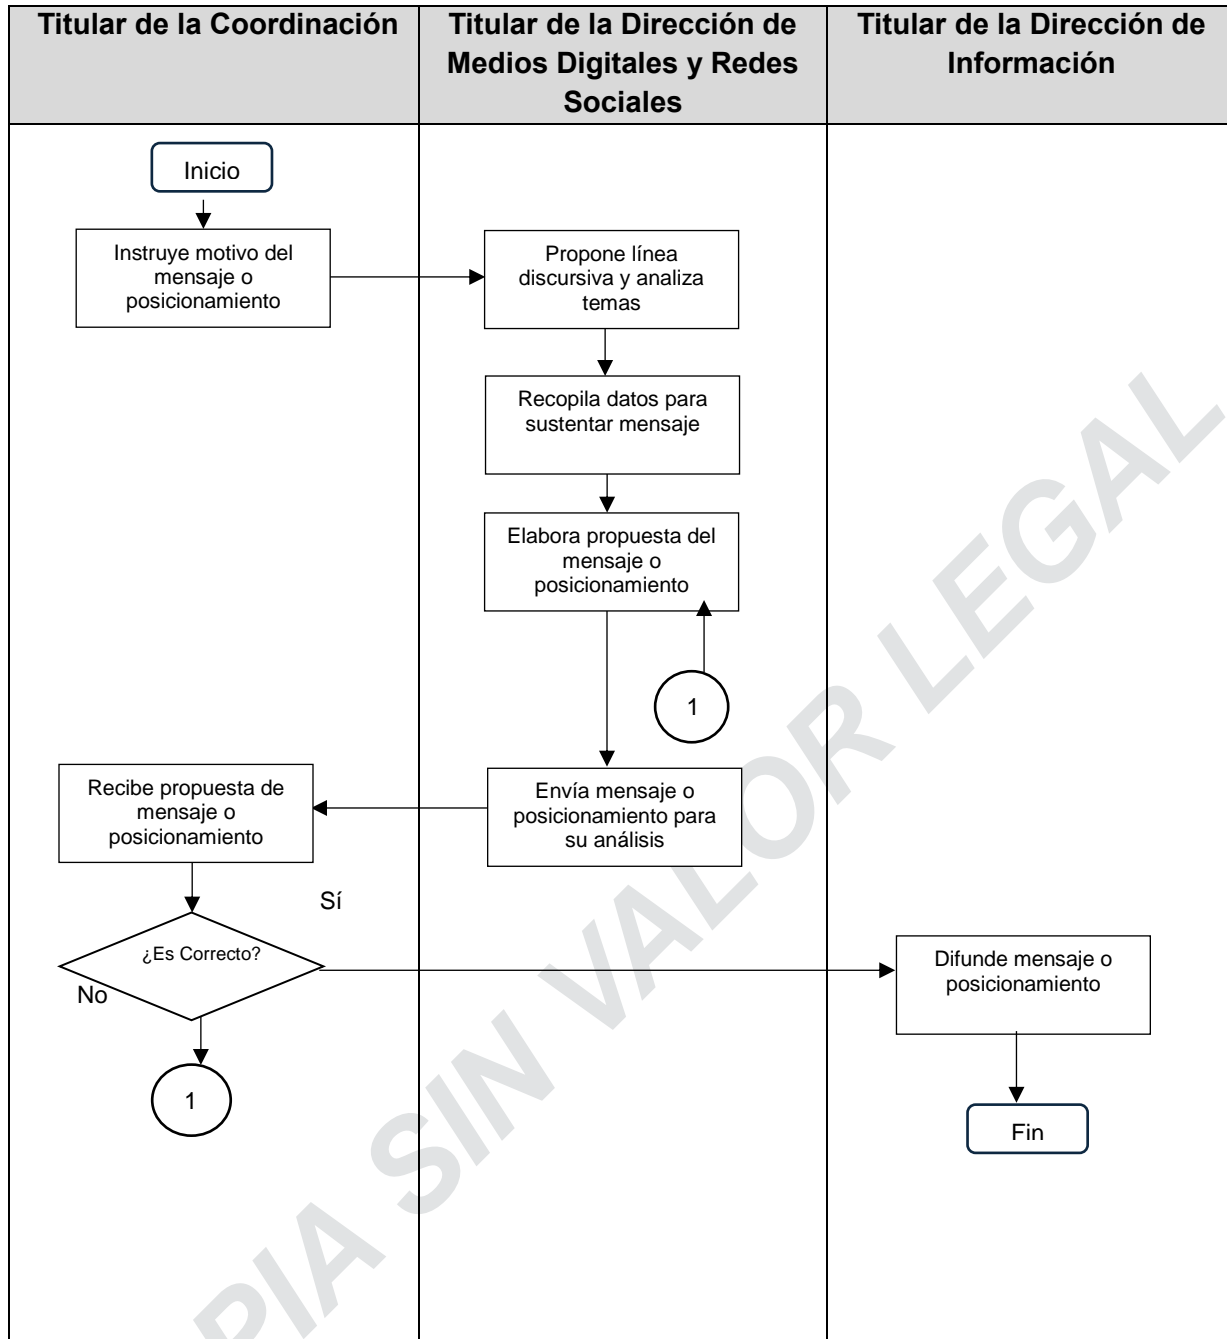 Titular de la Coordinación
Titular de la Dirección de
Medios Digitales y Redes
Sociales
Titular de la Dirección de
Información
Inicio
Instruye motivo del
mensaje o
posicionamiento
Propone línea
discursiva y analiza
temas
Recopila datos para
sustentar mensaje
Elabora propuesta del
mensaje o
posicionamiento
1
Envía mensaje o
posicionamiento para
su análisis
Recibe propuesta de
mensaje o
posicionamiento
Sí
¿Es Correcto?
No
1
Difunde mensaje o
posicionamiento
Fin
PIA SIN VALOR LEGAL